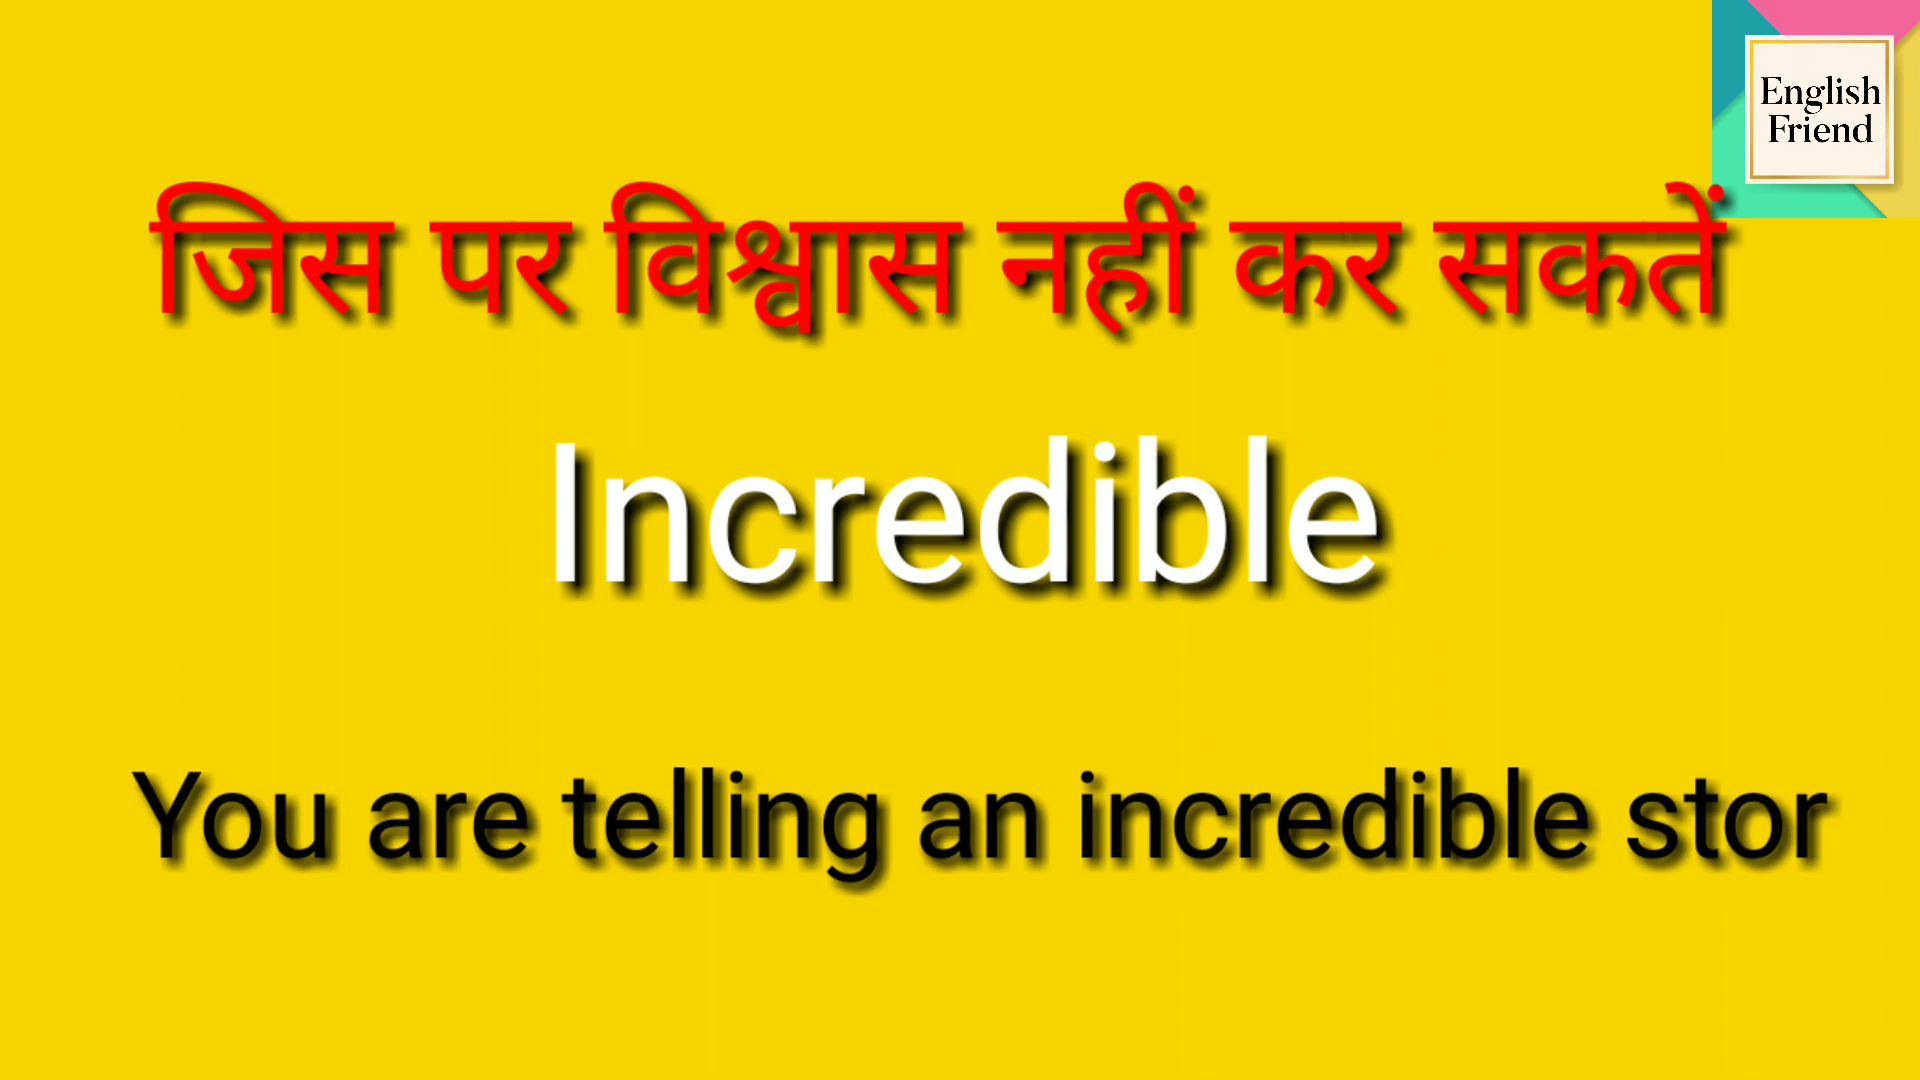 English
Friend
जिस पर विश्वास नहीं कर सकतें
Incredible
You are telling an incredible stor